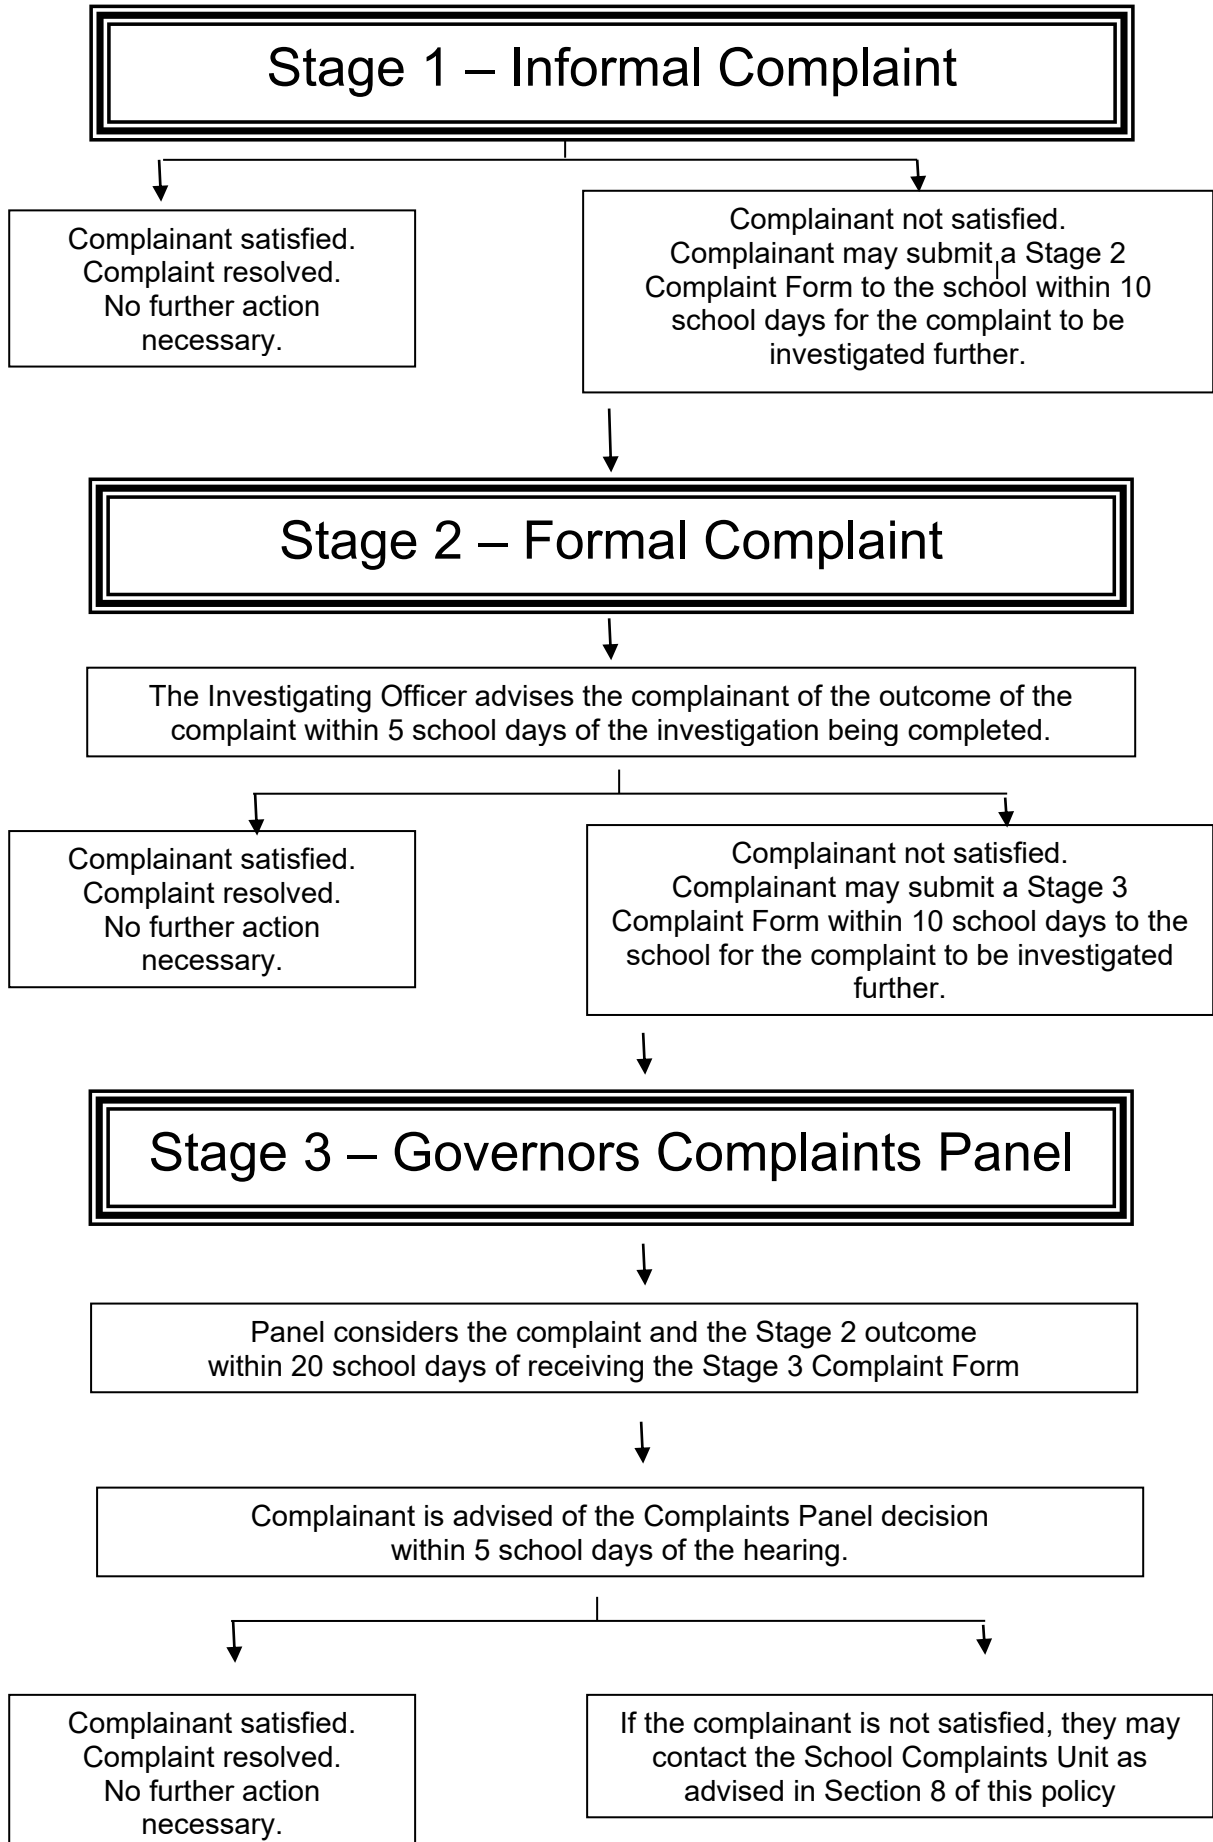 Stage 1 – Informal Complaint
Complainant satisfied.
Complaint resolved.
No further action
necessary.
Complainant not satisfied.
Complainant may submit a Stage 2
Complaint Form to the school within 10
school days for the complaint to be
investigated further.
Stage 2 – Formal Complaint
The Investigating Officer advises the complainant of the outcome of the
complaint within 5 school days of the investigation being completed.
Complainant satisfied.
Complaint resolved.
No further action
necessary.
Complainant not satisfied.
Complainant may submit a Stage 3
Complaint Form within 10 school days to the
school for the complaint to be investigated
further.
Stage 3 – Governors Complaints Panel
Panel considers the complaint and the Stage 2 outcome
within 20 school days of receiving the Stage 3 Complaint Form
Complainant is advised of the Complaints Panel decision
within 5 school days of the hearing.
Complainant satisfied.
Complaint resolved.
No further action
necessary.
If the complainant is not satisfied, they may
contact the School Complaints Unit as
advised in Section 8 of this policy